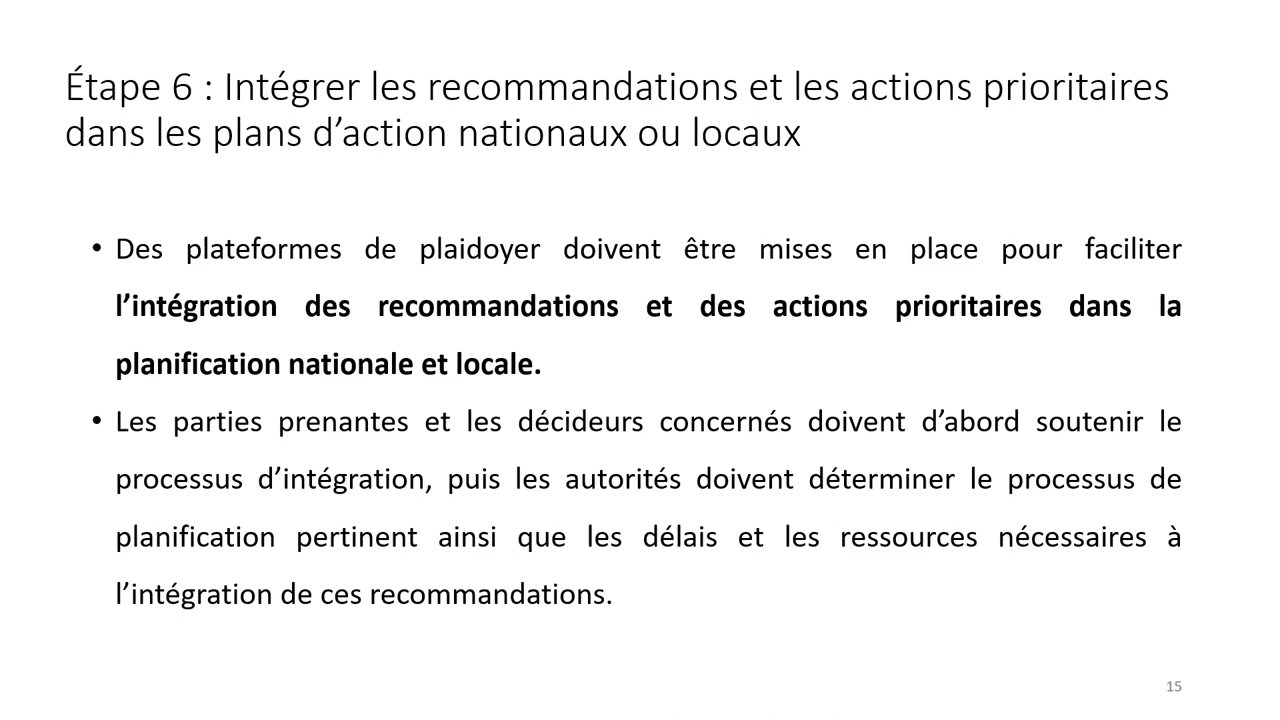 Étape 6 : Intégrer les recommandations et les actions prioritaires
dans les plans d’action nationaux ou locaux
• Des plateformes de plaidoyer doivent être mises en place pour faciliter
l’intégration des recommandations et des actions prioritaires dans la
planification nationale et locale.
• Les parties prenantes et les décideurs concernés doivent d’abord soutenir le
processus d’intégration, puis les autorités doivent déterminer le processus de
planification pertinent ainsi que les délais et les ressources nécessaires à
l’intégration de ces recommandations.
15